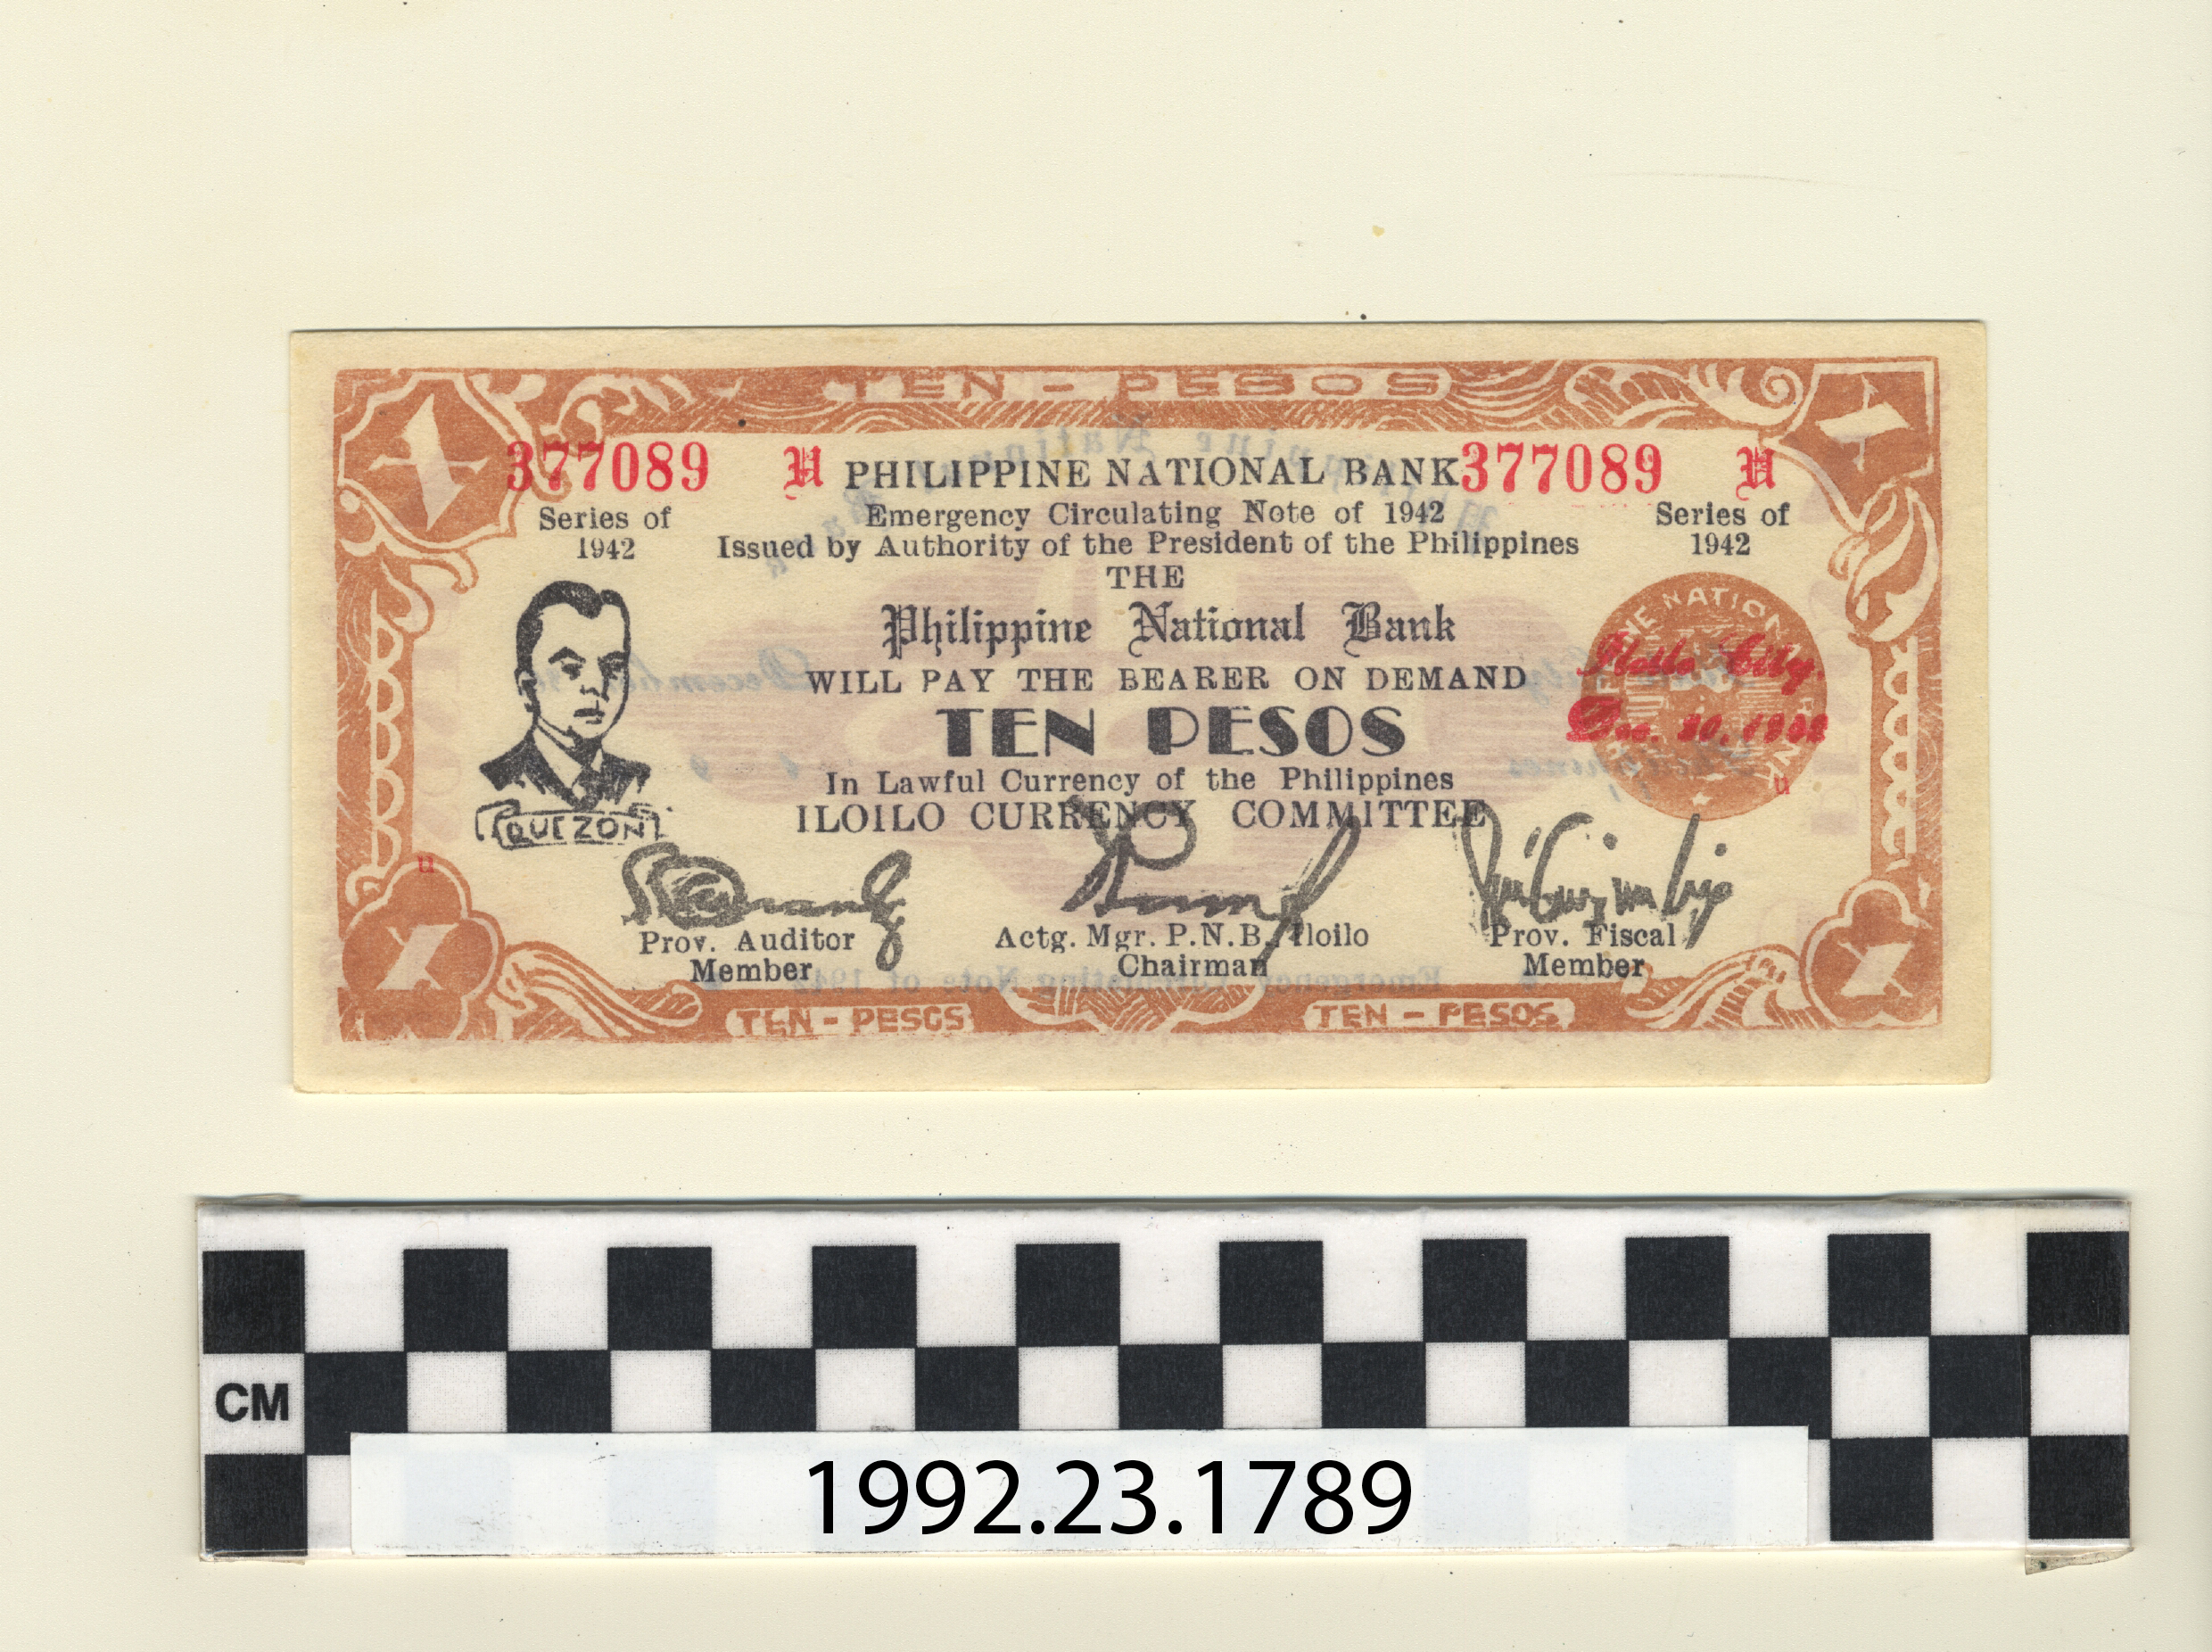 TEN - PESOS
377089 U PHILIPPINE NATIONAL BANK 377089 U
Series of
1942
Emergency Circulating Note of 1942
Issued by Authority of the President of the Philippines
Series of
1942
THE
Philippine National Bank
WILL PAY THE BEARER ON DEMAND
TEN PESOS
In Lawful Currency of the Philippines
ILOILO CURRENCY COMMITTEE
QUEZON
Iloilo City
Dec. 20, 1942
u
u
Prov. Auditor
Member
Actg. Mgr. P.N.B. Iloilo
Chairman
Prov. Fiscal
Member
TEN - PESOS
TEN - PESOS
CM
1992.23.1789